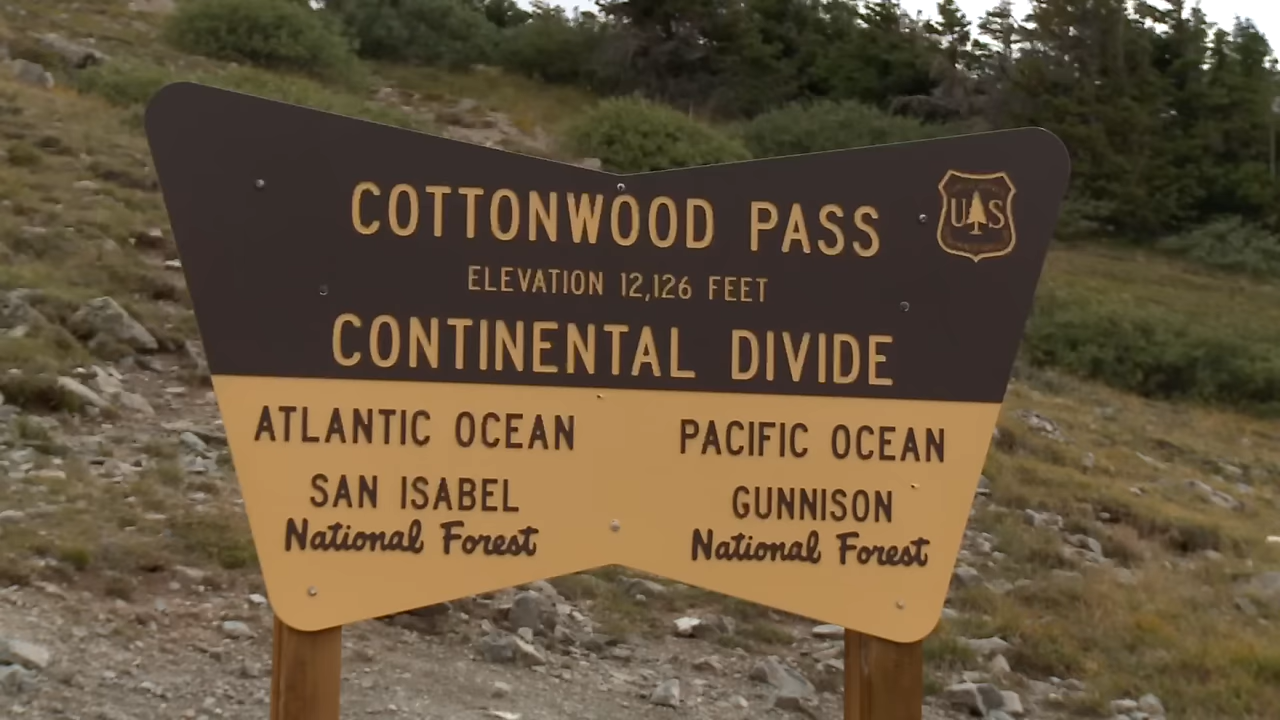 COTTONWOOD PASS
US
ELEVATION 12,126 FEET
CONTINENTAL DIVIDE
ATLANTIC OCEAN
SAN ISABEL
National Forest
PACIFIC OCEAN
GUNNISON
National Forest